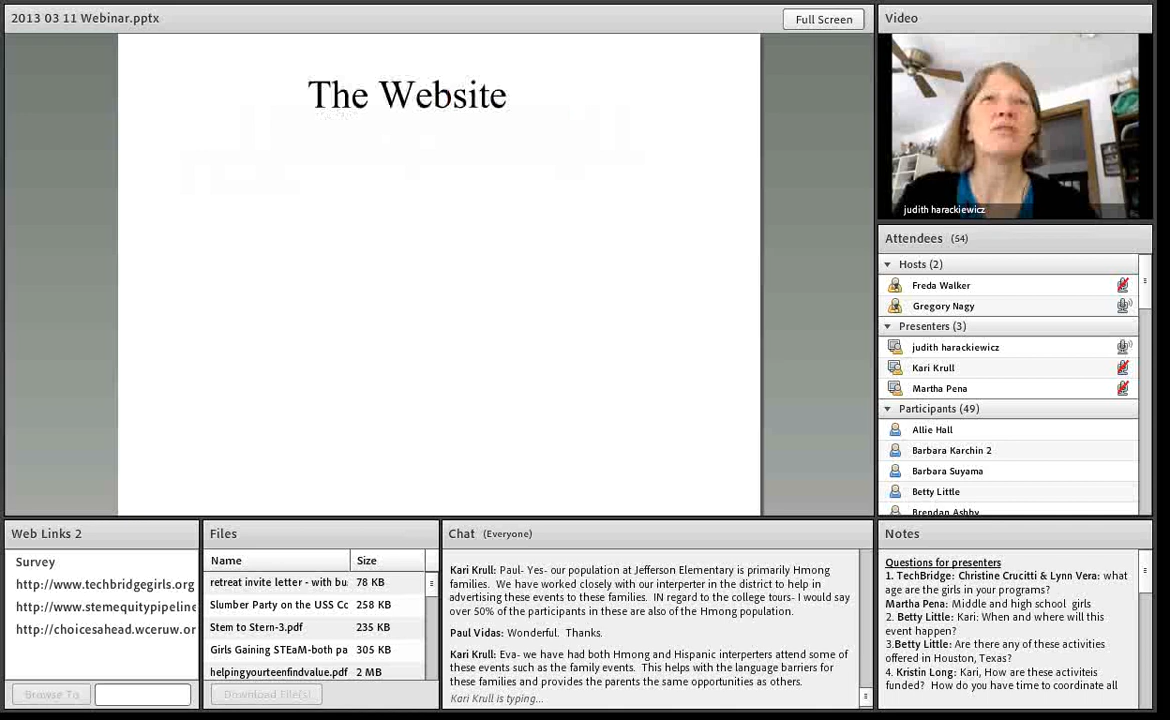 2013 03 11 Webinar.pptx
Full Screen
The Website
Video
judith harackiewicz
Attendees (54)
Hosts (2)
Freda Walker
Gregory Nagy
Presenters (3)
judith harackiewicz
Kari Krull
Martha Pena
Participants (49)
Allie Hall
Barbara Karchin 2
Barbara Suyama
Betty Little
Brendan Ashby
Web Links 2
Survey
http://www.techbridgegirls.org
http://www.stemequitypipeline
http://choicesahead.wceruw.or
Browse To
Files
Name Size
retreat invite letter - with bu 78 KB
Slumber Party on the USS Cc 258 KB
Stem to Stern-3.pdf 235 KB
Girls Gaining STEaM-both pa 305 KB
helpingyourteenfindvalue.pdf 2 MB
Download File(s)
Chat (Everyone)
Kari Krull: Paul- Yes- our population at Jefferson Elementary is primarily Hmong
families. We have worked closely with our interperter in the district to help in
advertising these events to these families. IN regard to the college tours- I would say
over 50% of the participants in these are also of the Hmong population.
Paul Vidas: Wonderful. Thanks.
Kari Krull: Eva- we have had both Hmong and Hispanic interperters attend some of
these events such as the family events. This helps with the language barriers for
these families and provides the parents the same opportunities as others.
Kari Krull is typing...
Notes
Questions for presenters
1. TechBridge: Christine Crucitti & Lynn Vera: what
age are the girls in your programs?
Martha Pena: Middle and high school girls
2. Betty Little: Kari: When and where will this
event happen?
3.Betty Little: Are there any of these activities
offered in Houston, Texas?
4. Kristin Long: Kari, How are these activiteis
funded? How do you have time to coordinate all